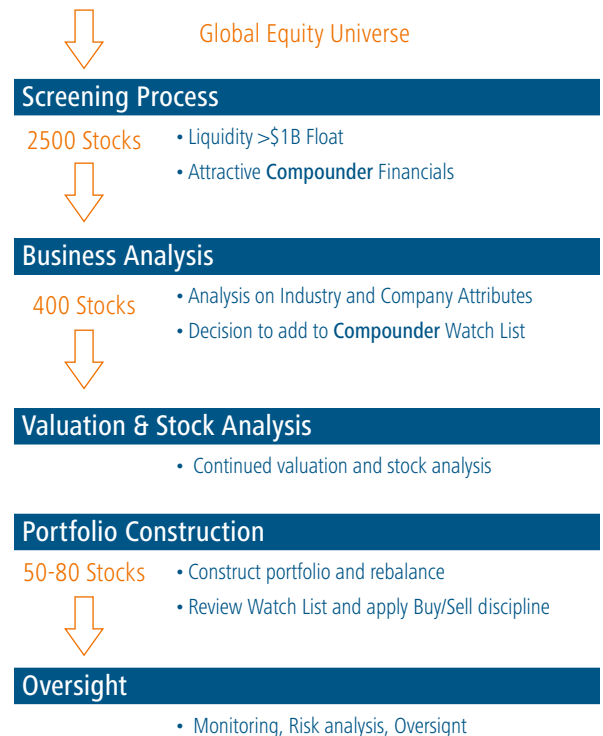 Global Equity Universe
Screening Process
2500 Stocks
• Liquidity >$1B Float
• Attractive Compounder Financials
Business Analysis
400 Stocks
• Analysis on Industry and Company Attributes
• Decision to add to Compounder Watch List
Valuation & Stock Analysis
• Continued valuation and stock analysis
Portfolio Construction
50-80 Stocks
• Construct portfolio and rebalance
• Review Watch List and apply Buy/Sell discipline
Oversight
• Monitoring, Risk analysis, Oversight